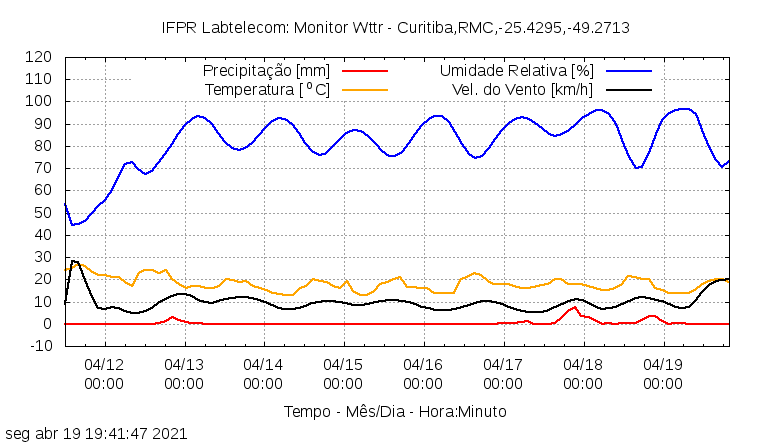 IFPR Labtelecom: Monitor Wttr - Curitiba,RMC,-25.4295,-49.2713
Precipitação [mm]
Umidade Relativa [%]
Temperatura [⁰C]
Vel. do Vento [km/h]
120
110
100
90
80
70
60
50
40
30
20
10
0
-10
04/12 04/13 04/14 04/15 04/16 04/17 04/18 04/19
00:00 00:00 00:00 00:00 00:00 00:00 00:00 00:00
Tempo - Mês/Dia - Hora:Minuto
seg abr 19 19:41:47 2021